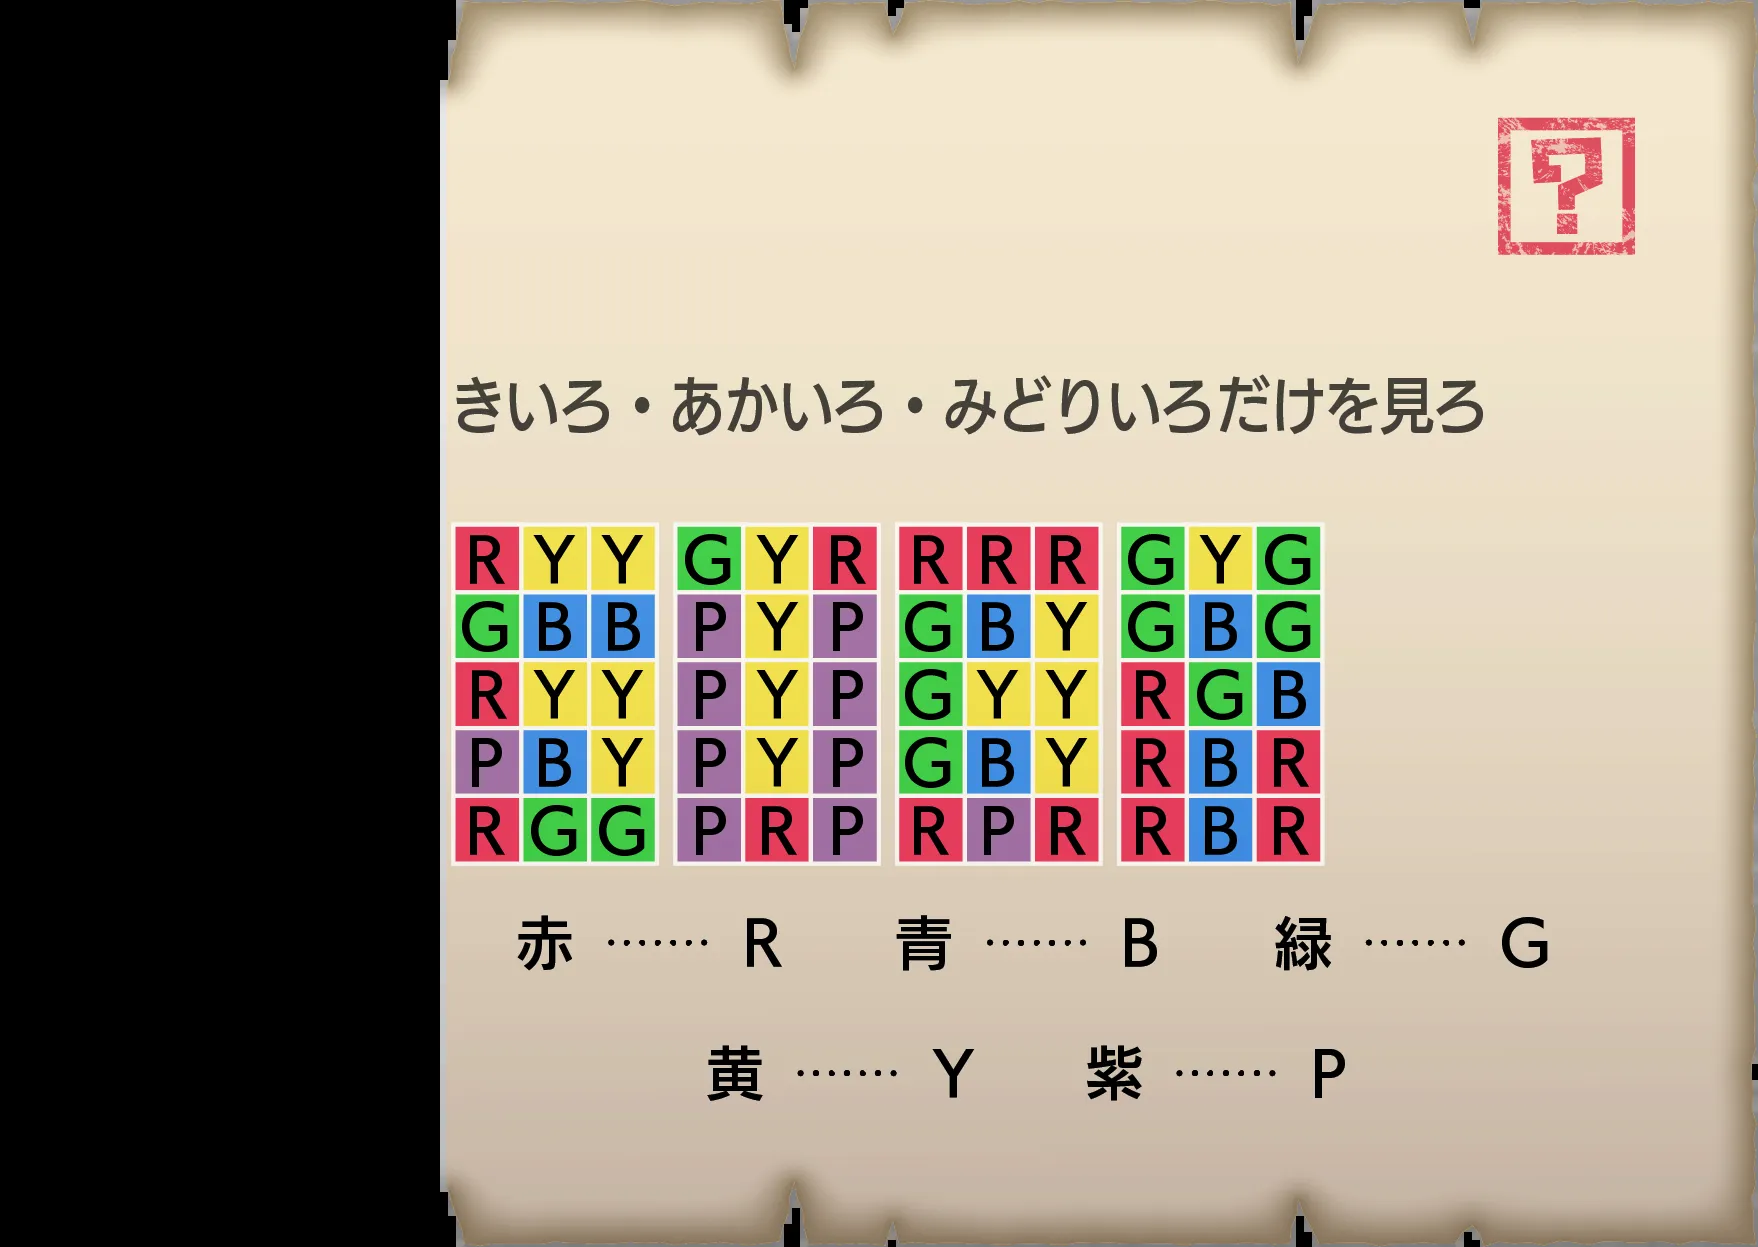 ?
きいろ・あかいろ・みどりいろだけを見ろ
R Y Y G Y R R R R G Y G
G B B P Y P G B Y G B G
R Y Y P Y P G Y Y R G B
P B Y P Y P G B Y R B R
R G G P R P R P R R B R
赤 ……. R 青 ……. B 緑 ……. G
黄 ……. Y 紫 ……. P